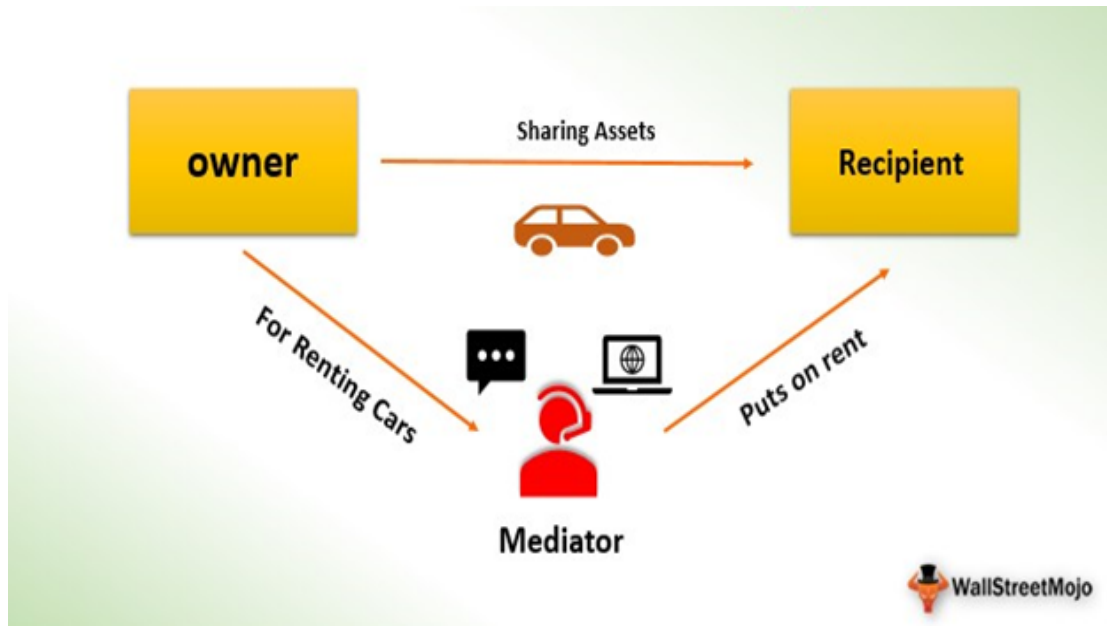 Sharing Assets
owner
Recipient
For Renting Cars
Puts on rent
Mediator
WallStreetMojo